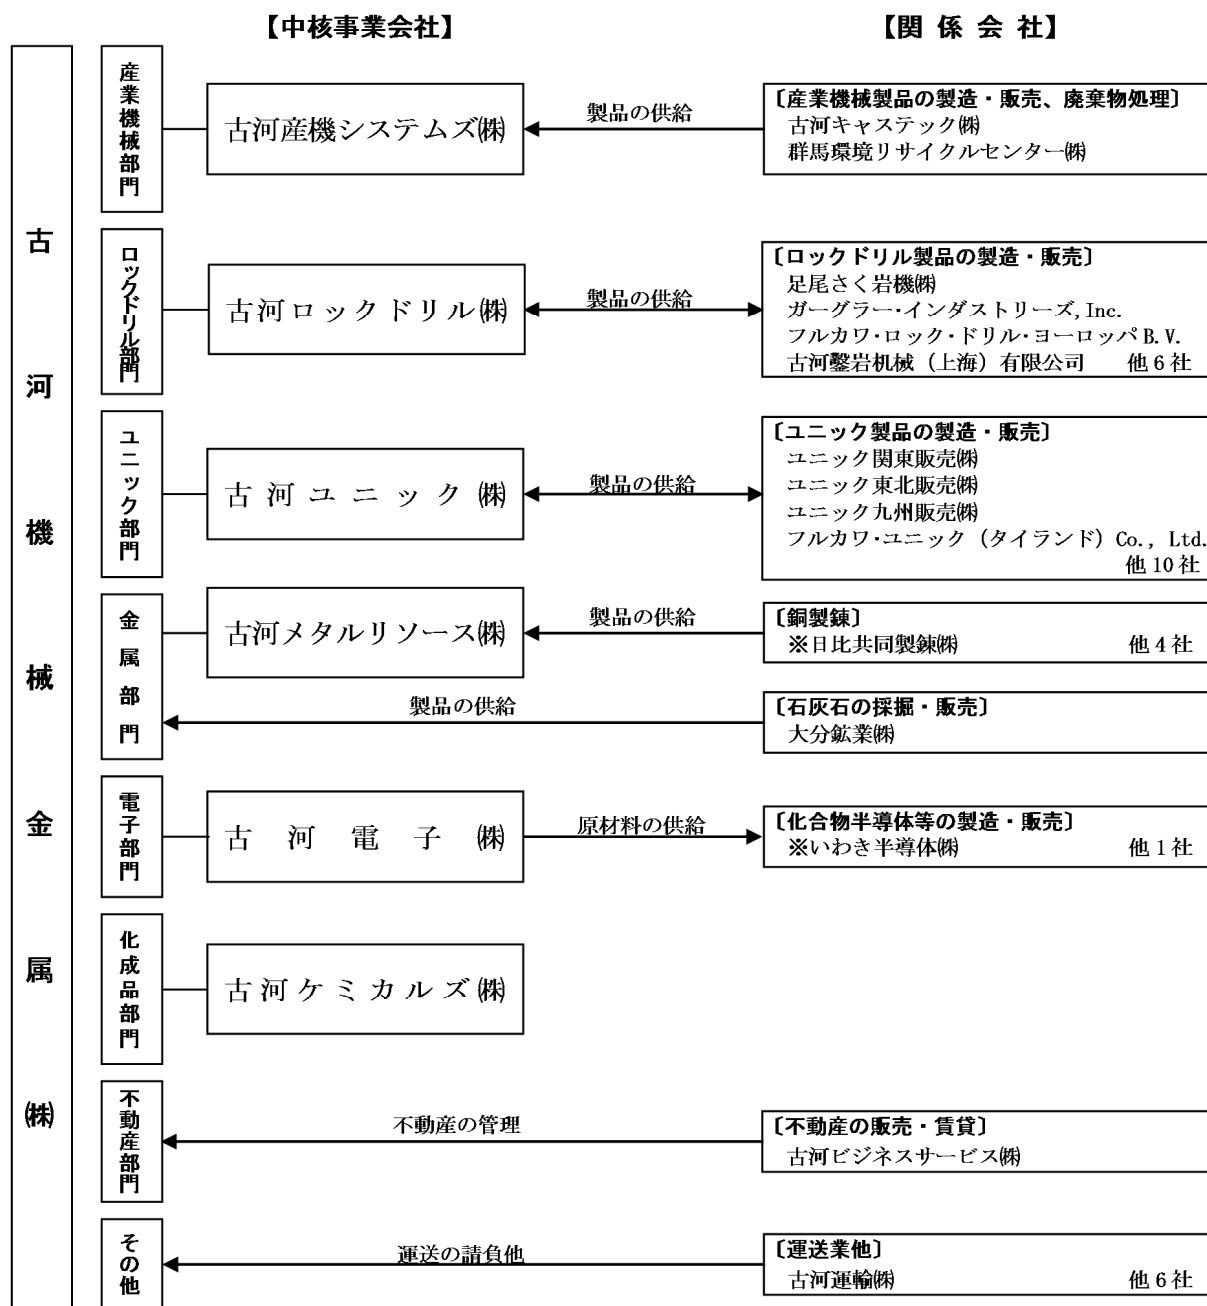 【中核事業会社】
【関 係 会 社】
古河機械金属㈱
産業機械部門
古河産機システムズ㈱
製品の供給
〔産業機械製品の製造・販売、廃棄物処理〕
古河キャステック㈱
群馬環境リサイクルセンター㈱
ロックドリル部門
古河ロックドリル㈱
製品の供給
〔ロックドリル製品の製造・販売〕
足尾さく岩機㈱
ガーグラー・インダストリーズ,Inc.
フルカワ・ロック・ドリル・ヨーロッパ B.V.
古河鑿岩机械（上海）有限公司 他6社
ユニック部門
古河ユニック㈱
製品の供給
〔ユニック製品の製造・販売〕
ユニック関東販売㈱
ユニック東北販売㈱
ユニック九州販売㈱
フルカワ・ユニック（タイランド）Co., Ltd.
他10社
金属部門
古河メタルリソース㈱
製品の供給
〔銅製錬〕
※日比共同製錬㈱ 他4社
製品の供給
〔石灰石の採掘・販売〕
大分鉱業㈱
電子部門
古河電子㈱
原材料の供給
〔化合物半導体等の製造・販売〕
※いわき半導体㈱ 他1社
化成品部門
古河ケミカルズ㈱
不動産部門
不動産の管理
〔不動産の販売・賃貸〕
古河ビジネスサービス㈱
その他
運送の請負他
〔運送業他〕
古河運輸㈱ 他6社